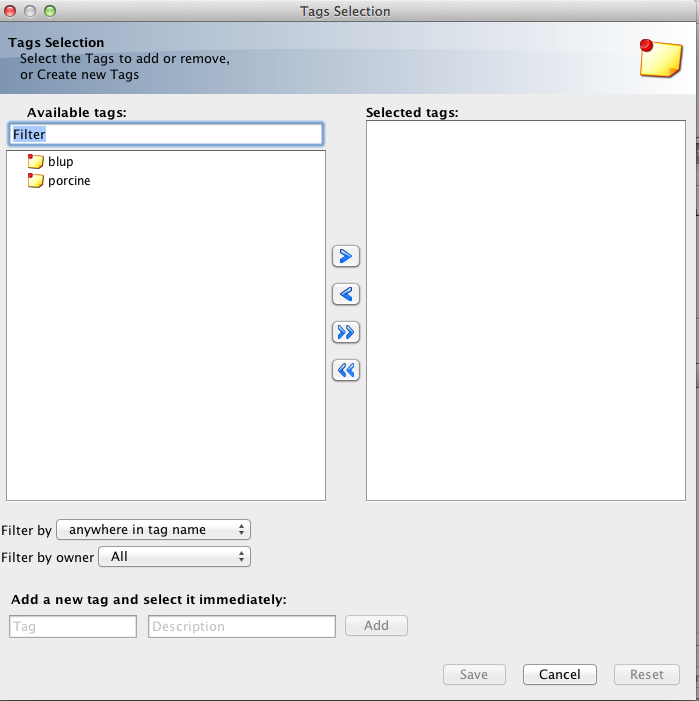 Tags Selection
Tags Selection
Select the Tags to add or remove,
or Create new Tags
Available tags:
Selected tags:
Filter
blup
porcine
Filter by anywhere in tag name
Filter by owner All
Add a new tag and select it immediately:
Tag Description Add
Save Cancel Reset